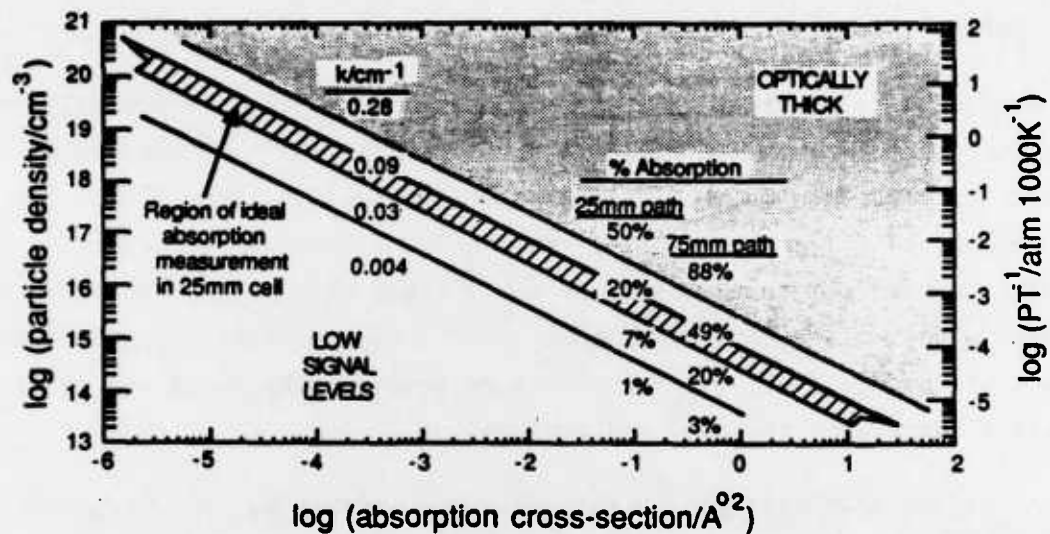 log (particle density/cm⁻³)
21
20
19
18
17
16
15
14
13
k/cm⁻¹
0.28
0.09
0.03
0.004
Region of ideal
absorption
measurement
in 25mm cell
LOW
SIGNAL
LEVELS
OPTICALLY
THICK
% Absorption
25mm path
50%
75mm path
88%
20%
49%
7%
20%
1%
3%
2
1
0
-1
-2
-3
-4
-5
log (PT⁻¹/atm 1000K⁻¹)
-6 -5 -4 -3 -2 -1 0 1 2
log (absorption cross-section/A°²)